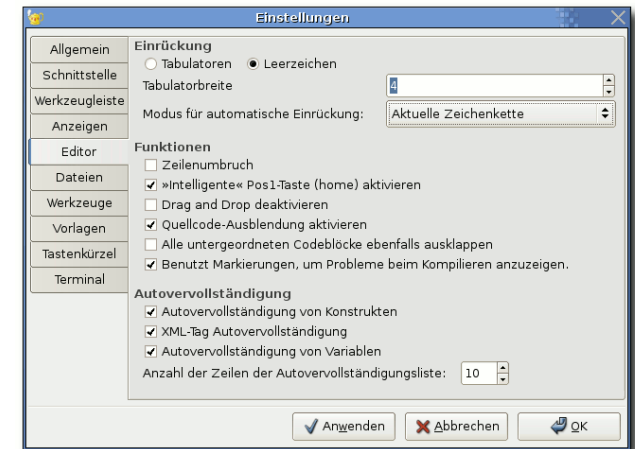 Einstellungen
Allgemein
Schnittstelle
Werkzeugleiste
Anzeigen
Editor
Dateien
Werkzeuge
Vorlagen
Tastenkürzel
Terminal
Einrückung
Tabulatoren Leerzeichen
Tabulatorbreite 4
Modus für automatische Einrückung: Aktuelle Zeichenkette
Funktionen
Zeilenumbruch
»Intelligente« Pos1-Taste (home) aktivieren
Drag and Drop deaktivieren
Quellcode-Ausblendung aktivieren
Alle untergeordneten Codeblöcke ebenfalls ausklappen
Benutzt Markierungen, um Probleme beim Kompilieren anzuzeigen.
Autovervollständigung
Autovervollständigung von Konstrukten
XML-Tag Autovervollständigung
Autovervollständigung von Variablen
Anzahl der Zeilen der Autovervollständigungsliste: 10
Anwenden Abbrechen OK